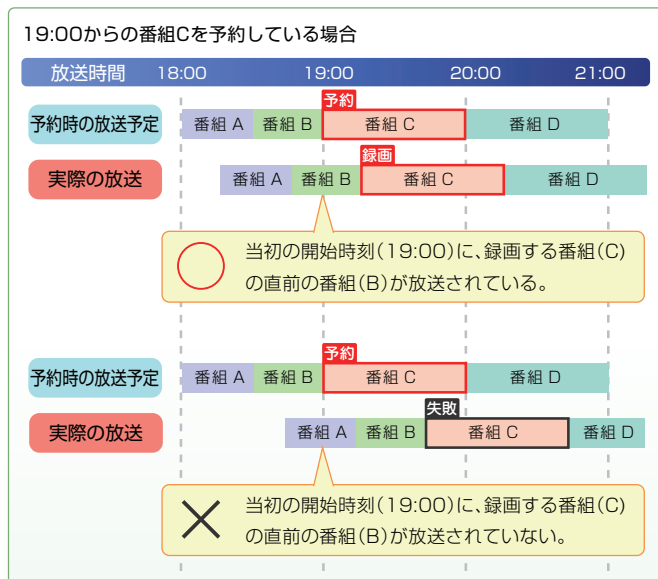 19:00からの番組Cを予約している場合
放送時間 18:00 19:00 20:00 21:00
予約
予約時の放送予定 番組 A 番組 B 番組 C 番組 D
録画
実際の放送 番組 A 番組 B 番組 C 番組 D
当初の開始時刻(19:00)に、録画する番組(C)
の直前の番組(B)が放送されている。
予約
予約時の放送予定 番組 A 番組 B 番組 C 番組 D
失敗
実際の放送 番組 A 番組 B 番組 C 番組 D
当初の開始時刻(19:00)に、録画する番組(C)
の直前の番組(B)が放送されていない。